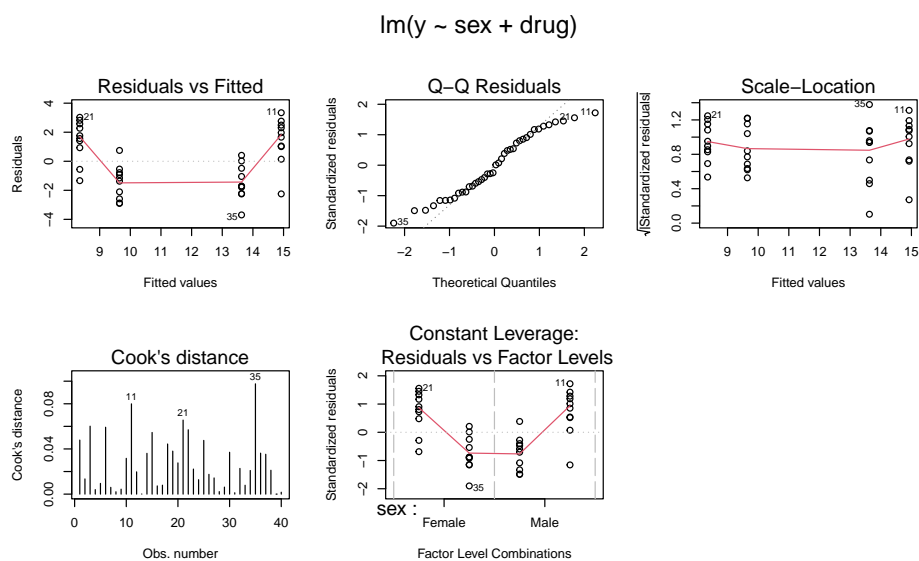 lm(y ~ sex + drug)
Residuals vs Fitted
Residuals
4
2
0
−2
−4
21
11
35
9 10 11 12 13 14 15
Fitted values
Q−Q Residuals
Standardized residuals
2
1
0
−1
−2
21
11
35
−2 −1 0 1 2
Theoretical Quantiles
Scale−Location
√|Standardized residuals|
1.2
0.8
0.4
0.0
35
11
21
9 10 11 12 13 14 15
Fitted values
Cook's distance
Cook's distance
0.08
0.04
0.00
11
21
35
0 10 20 30 40
Obs. number
Constant Leverage:
Residuals vs Factor Levels
Standardized residuals
2
1
0
−1
−2
21
11
35
sex :
Female Male
Factor Level Combinations